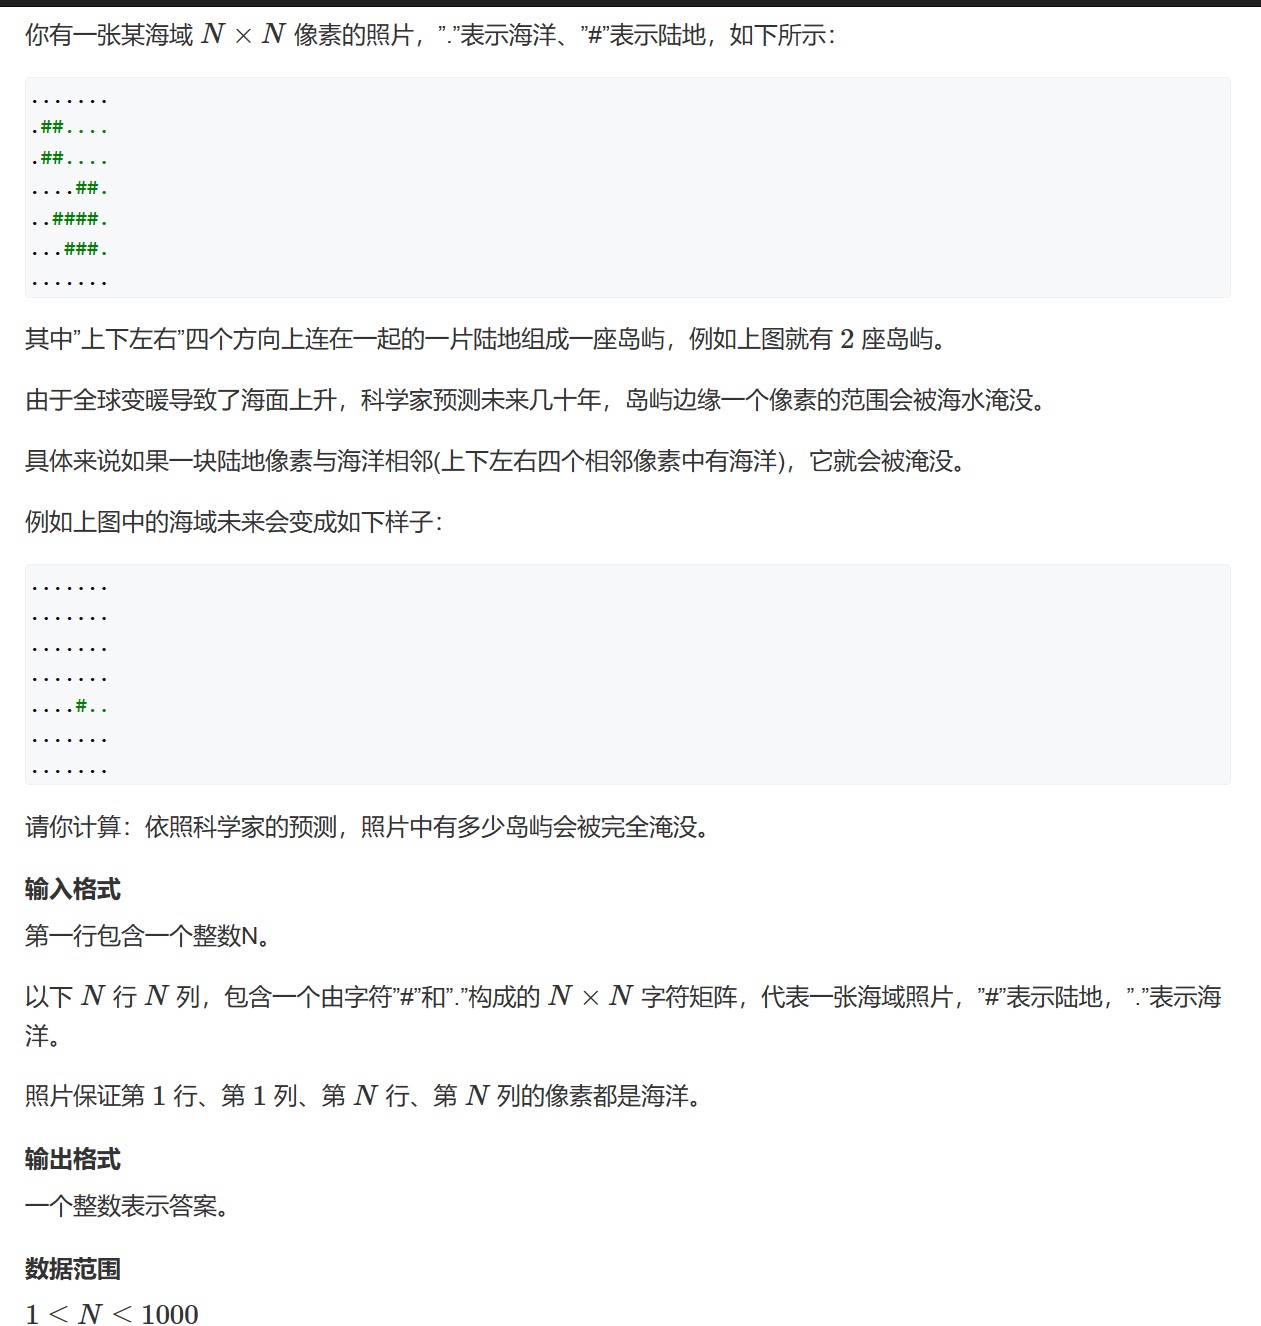 你有一张某海域 N × N 像素的照片，”.”表示海洋、”#”表示陆地，如下所示：
.......
.##....
.##....
....##.
..####.
...###.
.......
其中”上下左右”四个方向上连在一起的一片陆地组成一座岛屿，例如上图就有 2 座岛屿。
由于全球变暖导致了海面上升，科学家预测未来几十年，岛屿边缘一个像素的范围会被海水淹没。
具体来说如果一块陆地像素与海洋相邻(上下左右四个相邻像素中有海洋)，它就会被淹没。
例如上图中的海域未来会变成如下样子：
.......
.......
.......
.......
....#..
.......
.......
请你计算：依照科学家的预测，照片中有多少岛屿会被完全淹没。
输入格式
第一行包含一个整数N。
以下 N 行 N 列，包含一个由字符”#”和”.”构成的 N × N 字符矩阵，代表一张海域照片，”#”表示陆地，”.”表示海
洋。
照片保证第 1 行、第 1 列、第 N 行、第 N 列的像素都是海洋。
输出格式
一个整数表示答案。
数据范围
1 < N < 1000